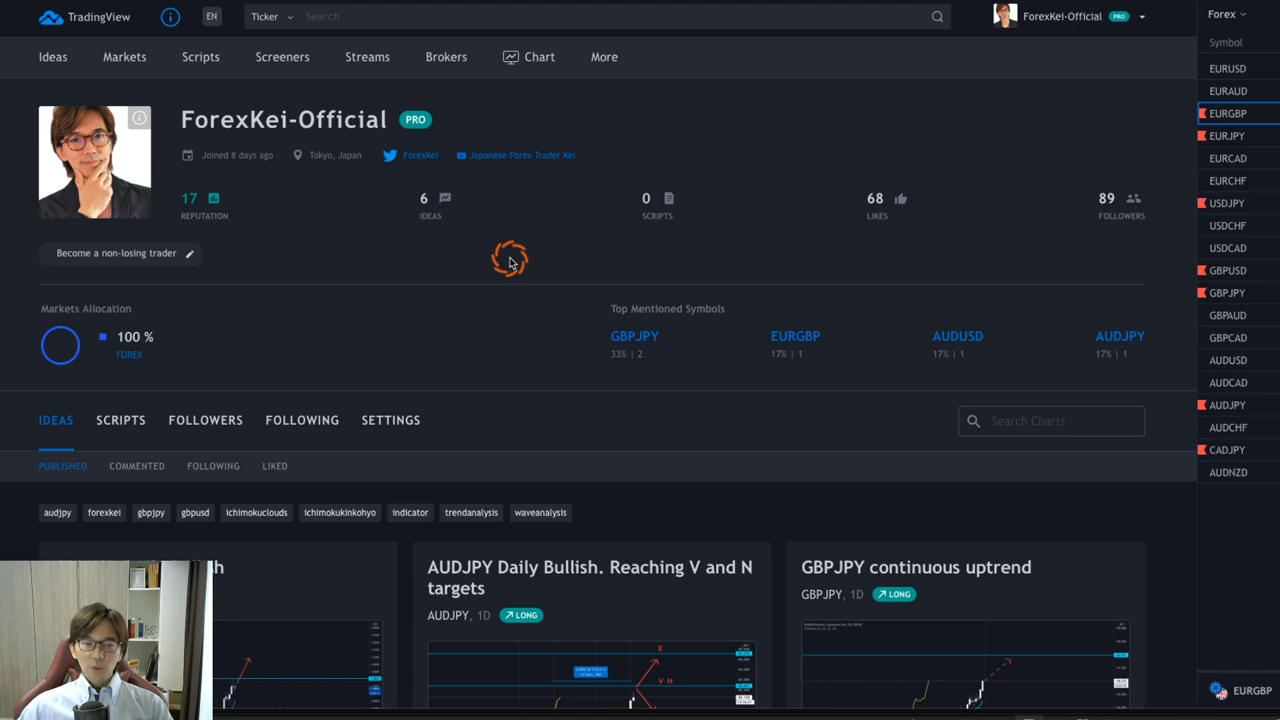 TradingView
EN
Ticker
Search
ForexKei-Official PRO
Forex
Ideas
Markets
Scripts
Screeners
Streams
Brokers
Chart
More
Symbol
EURUSD
EURAUD
EURGBP
EURJPY
EURCAD
EURCHF
USDJPY
USDCHF
USDCAD
GBPUSD
GBPJPY
GBPAUD
GBPCAD
AUDUSD
AUDCAD
AUDJPY
AUDCHF
CADJPY
AUDNZD
EURGBP
ForexKei-Official PRO
Joined 8 days ago
Tokyo, Japan
ForexKei
Japanese Forex Trader Kei
17
REPUTATION
6
IDEAS
0
SCRIPTS
68
LIKES
89
FOLLOWERS
Become a non-losing trader
Markets Allocation
100 %
FOREX
Top Mentioned Symbols
GBPJPY
33% | 2
EURGBP
17% | 1
AUDUSD
17% | 1
AUDJPY
17% | 1
IDEAS
SCRIPTS
FOLLOWERS
FOLLOWING
SETTINGS
Search Charts
PUBLISHED
COMMENTED
FOLLOWING
LIKED
audjpy
forexkei
gbpjpy
gbpusd
ichimokuclouds
ichimokukinkohyo
indicator
trendanalysis
waveanalysis
AUDJPY Daily Bullish. Reaching V and N
targets
AUDJPY, 1D
LONG
E
V N
GBPJPY continuous uptrend
GBPJPY, 1D
LONG